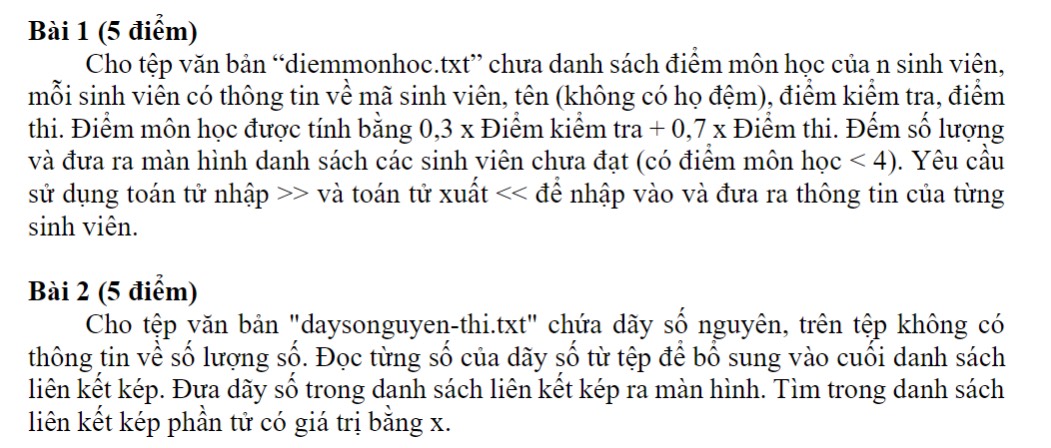 Bài 1 (5 điểm)
Cho tệp văn bản “diemmonhoc.txt” chưa danh sách điểm môn học của n sinh viên,
mỗi sinh viên có thông tin về mã sinh viên, tên (không có họ đệm), điểm kiểm tra, điểm
thi. Điểm môn học được tính bằng 0,3 x Điểm kiểm tra + 0,7 x Điểm thi. Đếm số lượng
và đưa ra màn hình danh sách các sinh viên chưa đạt (có điểm môn học < 4). Yêu cầu
sử dụng toán tử nhập >> và toán tử xuất << để nhập vào và đưa ra thông tin của từng
sinh viên.
Bài 2 (5 điểm)
Cho tệp văn bản "daysonguyen-thi.txt" chứa dãy số nguyên, trên tệp không có
thông tin về số lượng số. Đọc từng số của dãy số từ tệp để bổ sung vào cuối danh sách
liên kết kép. Đưa dãy số trong danh sách liên kết kép ra màn hình. Tìm trong danh sách
liên kết kép phần tử có giá trị bằng x.